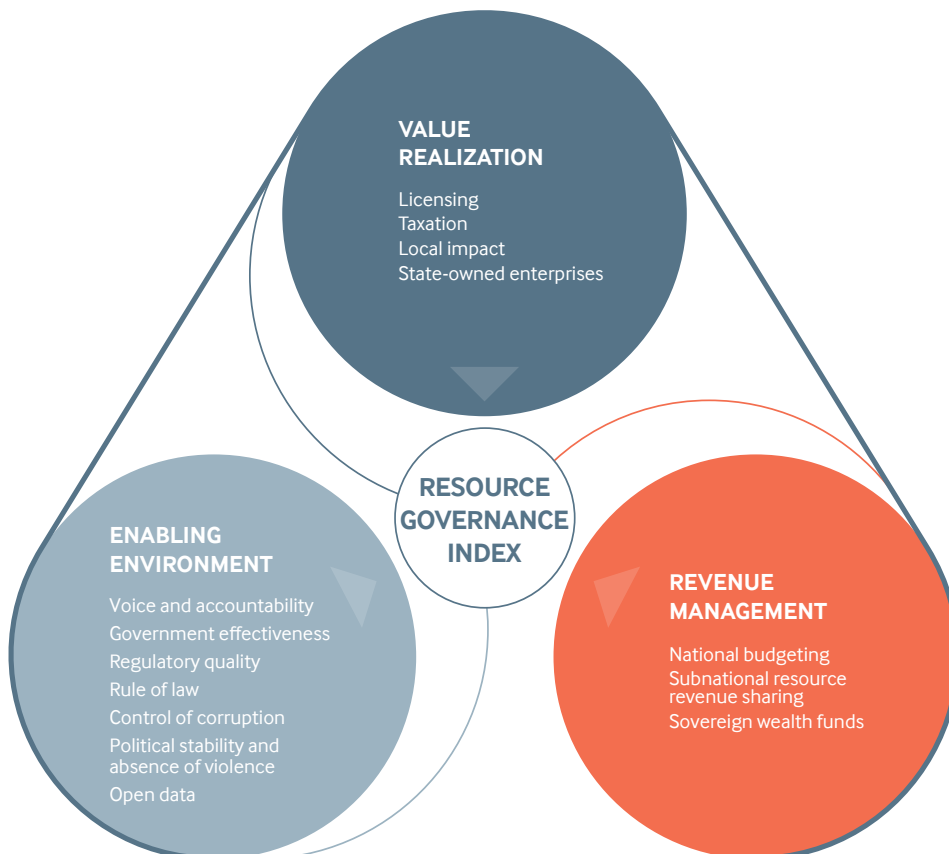 VALUE
REALIZATION
Licensing
Taxation
Local impact
State-owned enterprises
RESOURCE
GOVERNANCE
INDEX
ENABLING
ENVIRONMENT
Voice and accountability
Government effectiveness
Regulatory quality
Rule of law
Control of corruption
Political stability and
absence of violence
Open data
REVENUE
MANAGEMENT
National budgeting
Subnational resource
revenue sharing
Sovereign wealth funds